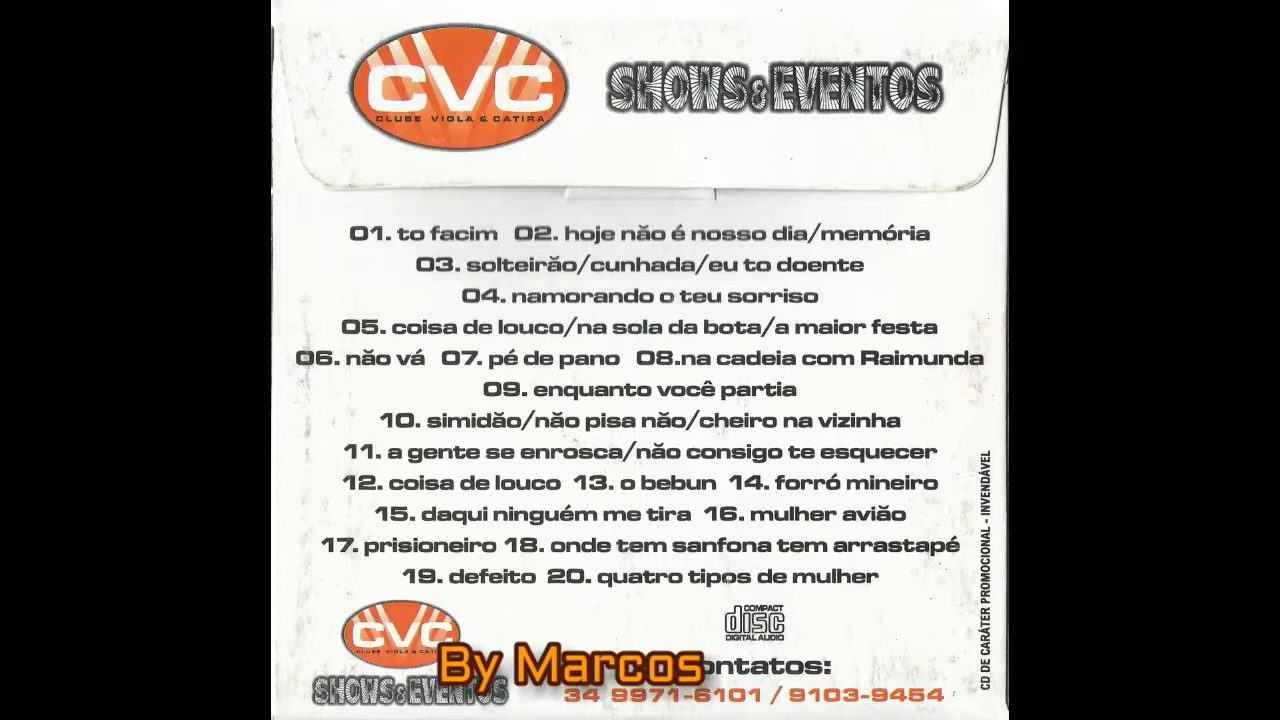 CVC
CLUBE VIOLA & CATIRA
SHOWS & EVENTOS
01. to facim 02. hoje não é nosso dia/memória
03. solteirão/cunhada/eu to doente
04. namorando o teu sorriso
05. coisa de louco/na sola da bota/a maior festa
06. não vá 07. pé de pano 08.na cadeia com Raimunda
09. enquanto você partia
10. simidão/não pisa não/cheiro na vizinha
11. a gente se enrosca/não consigo te esquecer
12. coisa de louco 13. o bebun 14. forró mineiro
15. daqui ninguém me tira 16. mulher avião
17. prisioneiro 18. onde tem sanfona tem arrastapé
19. defeito 20. quatro tipos de mulher
CD DE CARÁTER PROMOCIONAL - INVENDÁVEL
CVC
CLUBE VIOLA & CATIRA
SHOWS & EVENTOS
COMPACT
disc
DIGITAL AUDIO
By Marcos
ontatos:
34 9971-6101 / 9103-9454